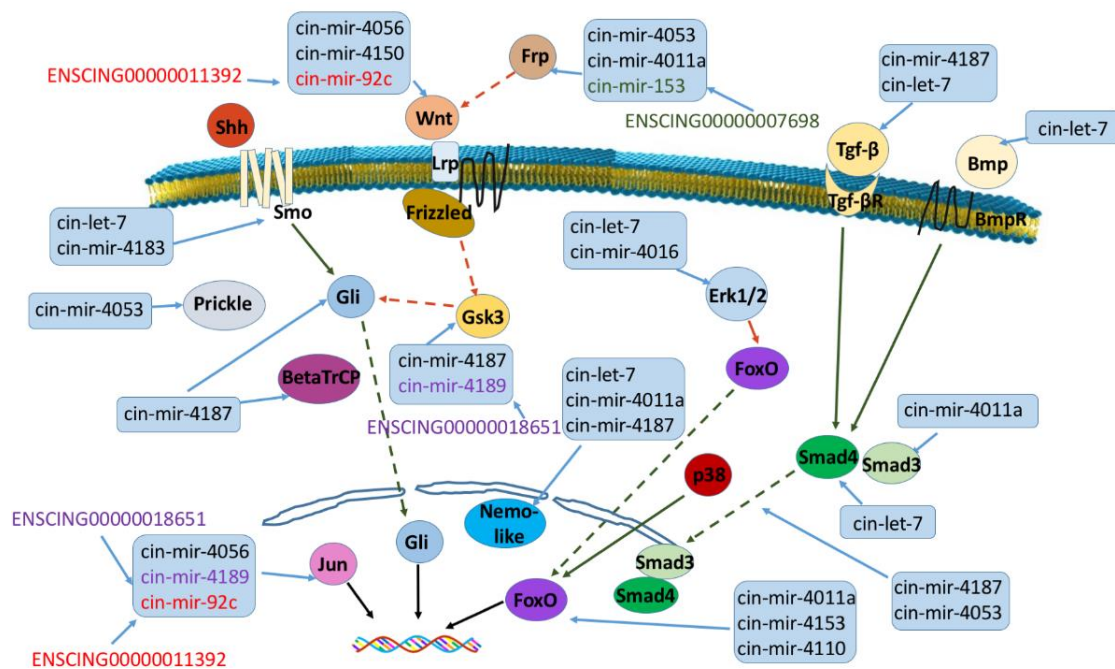 cin-mir-4056
cin-mir-4150
cin-mir-92c
ENSCING00000011392
Frp
cin-mir-4053
cin-mir-4011a
cin-mir-153
ENSCING00000007698
cin-mir-4187
cin-let-7
cin-let-7
Shh
Wnt
Lrp
Tgf-β
Bmp
Tgf-βR
BmpR
Smo
Frizzled
cin-let-7
cin-mir-4183
cin-let-7
cin-mir-4016
cin-mir-4053
Prickle
Gli
Gsk3
Erk1/2
FoxO
cin-mir-4187
BetaTrCP
cin-mir-4187
cin-mir-4189
ENSCING00000018651
cin-let-7
cin-mir-4011a
cin-mir-4187
cin-mir-4011a
Smad4
Smad3
p38
cin-let-7
ENSCING00000018651
cin-mir-4056
cin-mir-4189
cin-mir-92c
ENSCING00000011392
Jun
Gli
Nemo-
like
Smad3
Smad4
FoxO
cin-mir-4011a
cin-mir-4153
cin-mir-4110
cin-mir-4187
cin-mir-4053